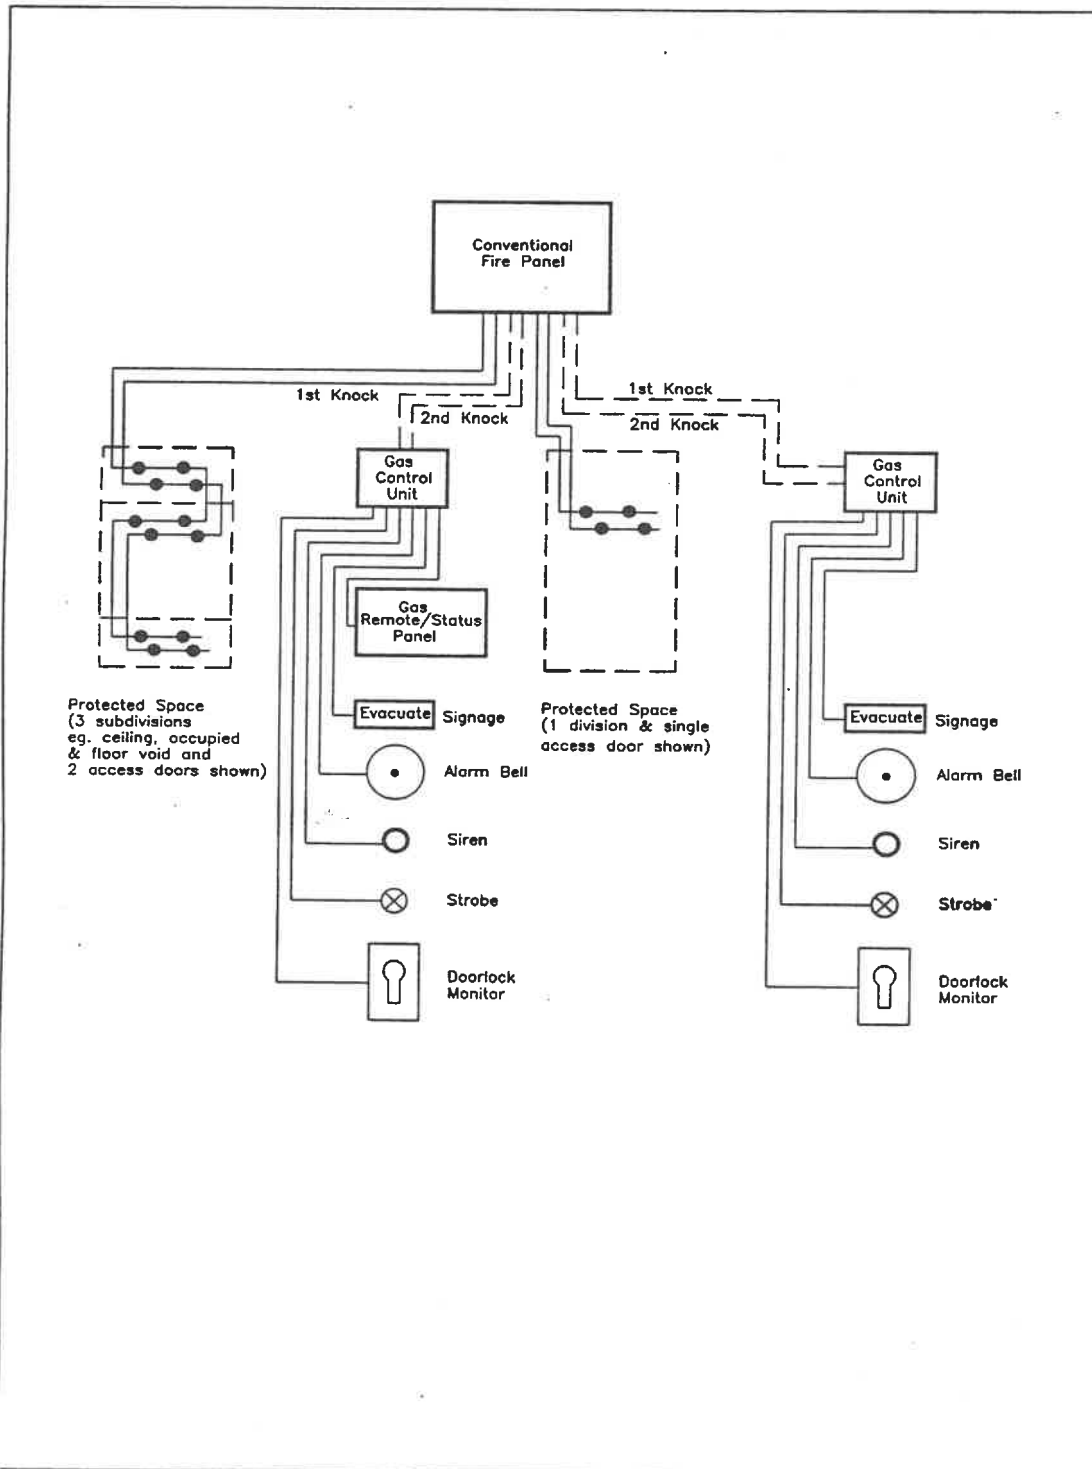 Conventional
Fire Panel
1st Knock
2nd Knock
1st Knock
2nd Knock
Gas
Control
Unit
Gas
Control
Unit
Gas
Remote/Status
Panel
Protected Space
(3 subdivisions
eg. ceiling, occupied
& floor void and
2 access doors shown)
Evacuate
Signage
Alarm Bell
Siren
Strobe
Doorlock
Monitor
Protected Space
(1 division & single
access door shown)
Evacuate
Signage
Alarm Bell
Siren
Strobe
Doorlock
Monitor